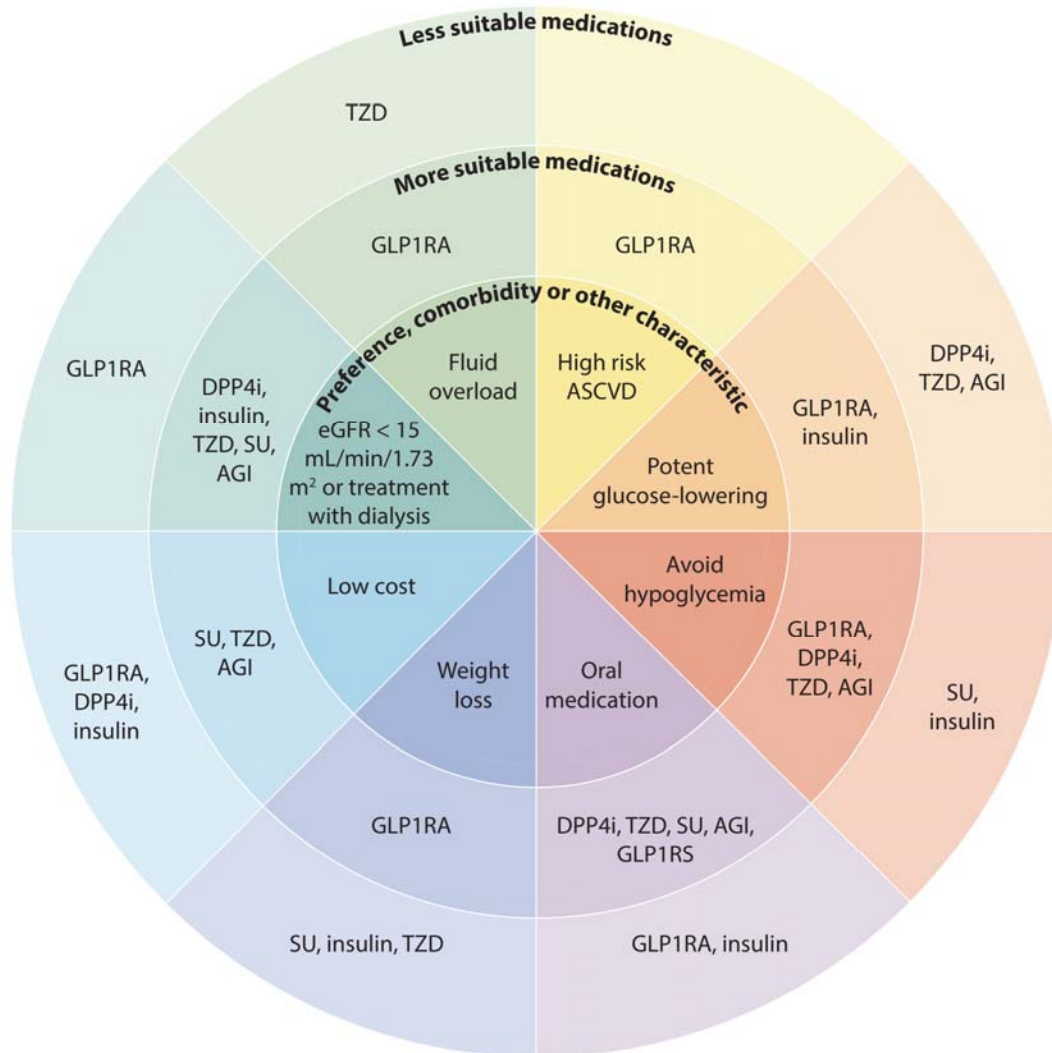 Less suitable medications
TZD
More suitable medications
GLP1RA
GLP1RA
Preference, comorbidity or other characteristic
Fluid
overload
High risk
ASCVD
GLP1RA
DPP4i,
insulin,
TZD, SU,
AGI
eGFR < 15
mL/min/1.73
m² or treatment
with dialysis
Potent
glucose-lowering
GLP1RA,
insulin
DPP4i,
TZD, AGI
GLP1RA,
DPP4i,
insulin
SU, TZD,
AGI
Low cost
Weight
loss
Oral
medication
Avoid
hypoglycemia
GLP1RA,
DPP4i,
TZD, AGI
SU,
insulin
GLP1RA
DPP4i, TZD, SU, AGI,
GLP1RS
SU, insulin, TZD
GLP1RA, insulin